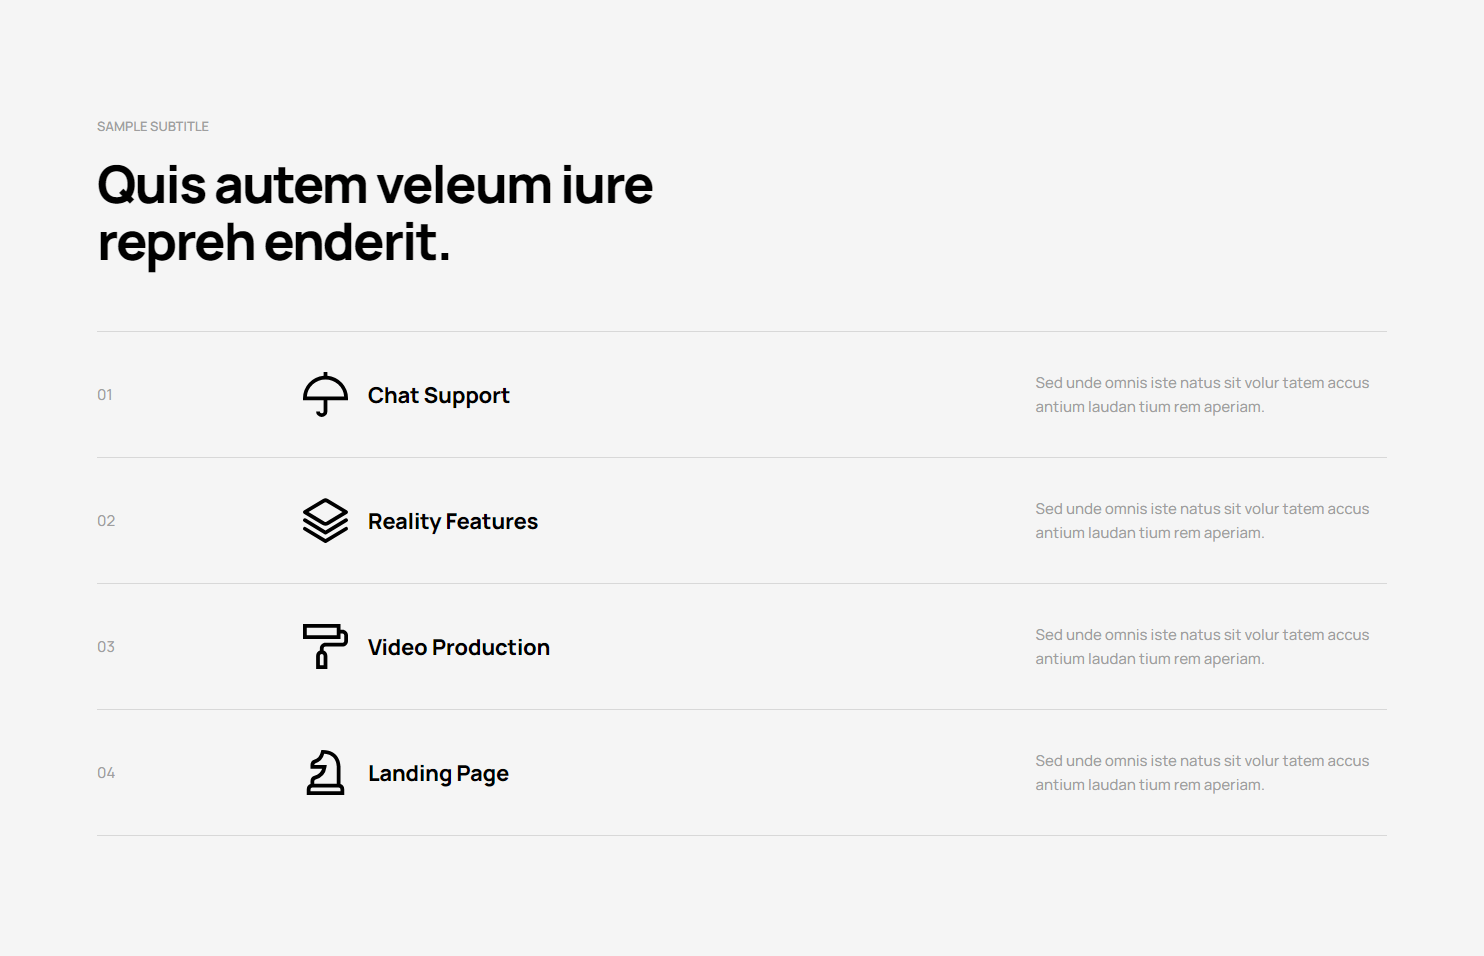 SAMPLE SUBTITLE
Quis autem veleum iure
repreh enderit.
01
Chat Support
Sed unde omnis iste natus sit volur tatem accus
antium laudan tium rem aperiam.
02
Reality Features
Sed unde omnis iste natus sit volur tatem accus
antium laudan tium rem aperiam.
03
Video Production
Sed unde omnis iste natus sit volur tatem accus
antium laudan tium rem aperiam.
04
Landing Page
Sed unde omnis iste natus sit volur tatem accus
antium laudan tium rem aperiam.